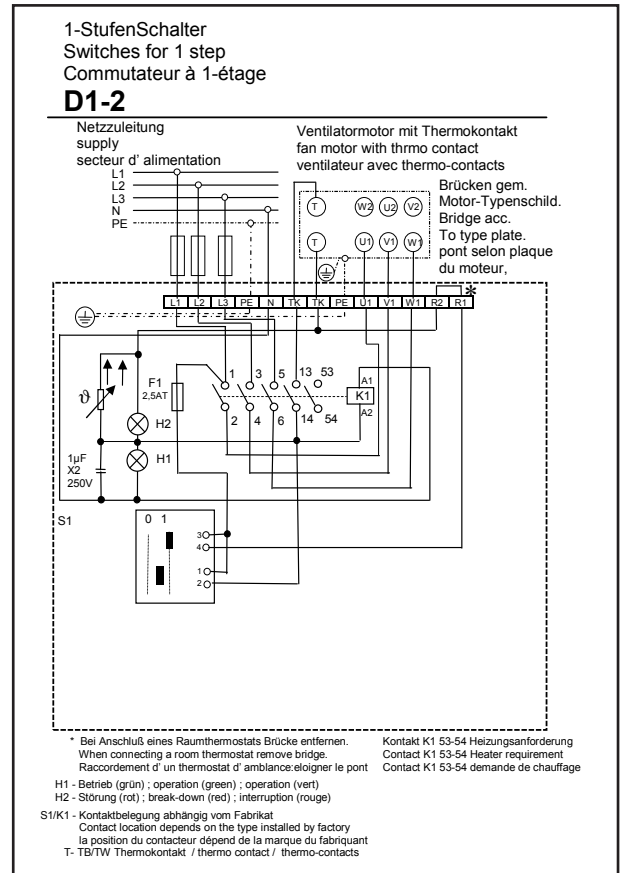 1-StufenSchalter
Switches for 1 step
Commutateur à 1-étage
D1-2
Netzzuleitung
supply
secteur d' alimentation
L1
L2
L3
N
PE
Ventilatormotor mit Thermokontakt
fan motor with thrmo contact
ventilateur avec thermo-contacts
Brücken gem.
Motor-Typenschild.
Bridge acc.
To type plate.
pont selon plaque
du moteur,
T W2 U2 V2
T U1 V1 W1
L1 L2 L3 PE N TK TK PE U1 V1 W1 R2 R1 *
ϑ
F1
2,5AT
1 3 5 13 53
2 4 6 14 54
A1
K1
A2
H2
H1
1µF
X2
250V
S1
0 1
3
4
1
2
* Bei Anschluß eines Raumthermostats Brücke entfernen.
When connecting a room thermostat remove bridge.
Raccordement d' un thermostat d' amblance:eloigner le pont
Kontakt K1 53-54 Heizungsanforderung
Contact K1 53-54 Heater requirement
Contact K1 53-54 demande de chauffage
H1 - Betrieb (grün) ; operation (green) ; operation (vert)
H2 - Störung (rot) ; break-down (red) ; interruption (rouge)
S1/K1 - Kontaktbelegung abhängig vom Fabrikat
Contact location depends on the type installed by factory
la position du contacteur dépend de la marque du fabriquant
T- TB/TW Thermokontakt / thermo contact / thermo-contacts